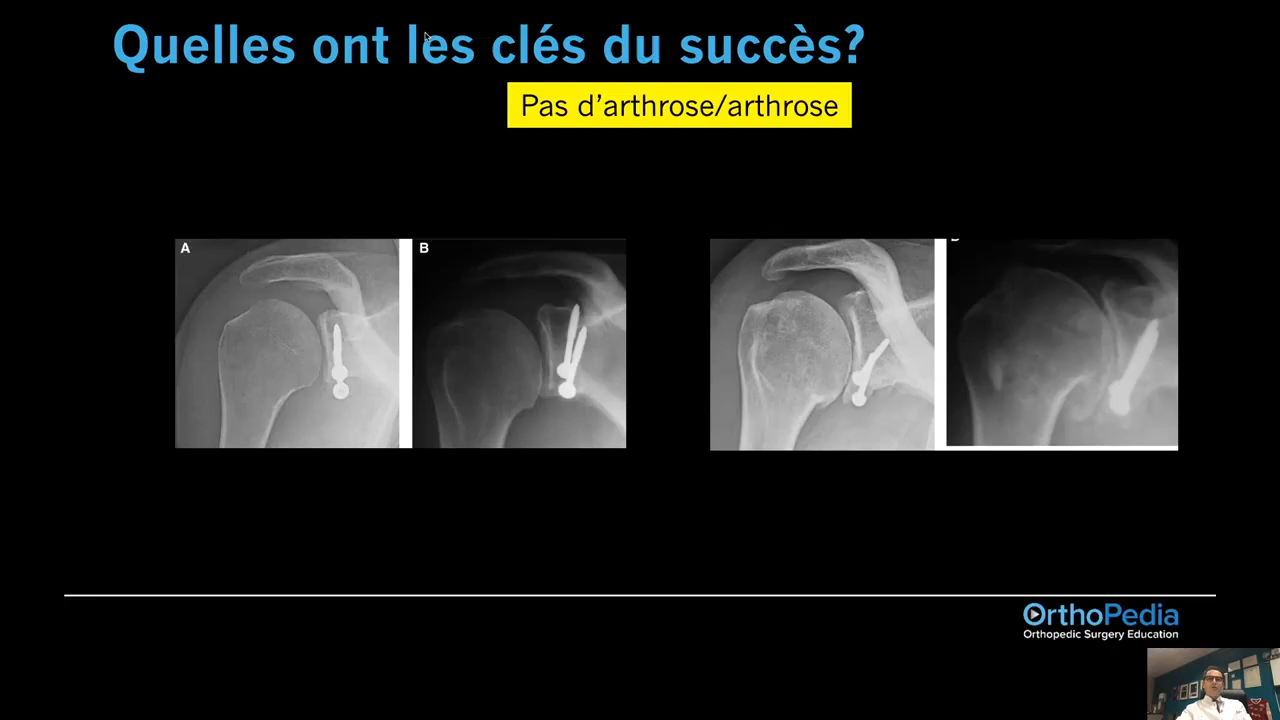 Quelles ont les clés du succès?
Pas d'arthrose/arthrose
A
B
OrthoPedia
Orthopedic Surgery Education